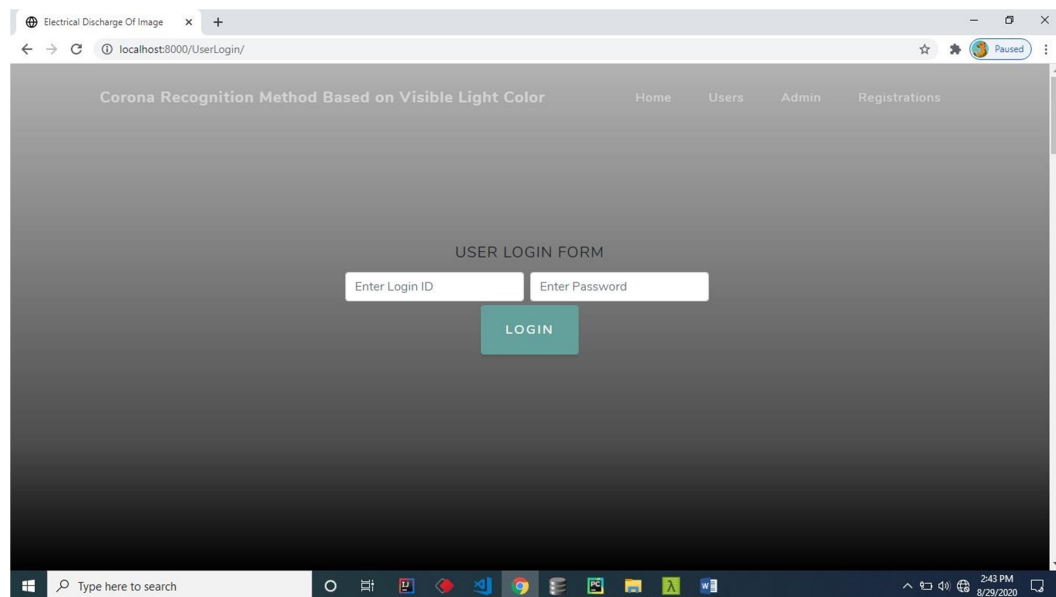 Electrical Discharge Of Image
localhost:8000/UserLogin/
Paused
Corona Recognition Method Based on Visible Light Color
Home Users Admin Registrations
USER LOGIN FORM
Enter Login ID Enter Password
LOGIN
Type here to search
2:43 PM
8/29/2020